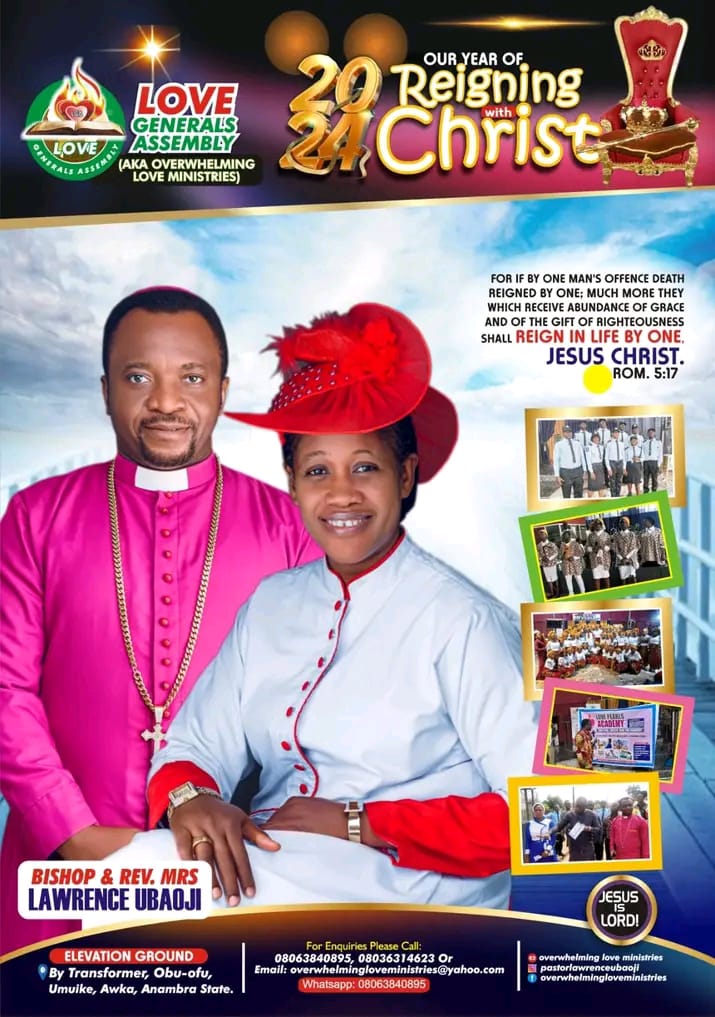 LOVE
GENERALS ASSEMBLY
LOVE
GENERALS
ASSEMBLY
(AKA OVERWHELMING
LOVE MINISTRIES)
2024
OUR YEAR OF
Reigning
with
Christ
FOR IF BY ONE MAN'S OFFENCE DEATH
REIGNED BY ONE; MUCH MORE THEY
WHICH RECEIVE ABUNDANCE OF GRACE
AND OF THE GIFT OF RIGHTEOUSNESS
SHALL REIGN IN LIFE BY ONE,
JESUS CHRIST.
ROM. 5:17
LOVE PEARLS
ACADEMY
BISHOP & REV. MRS
LAWRENCE UBAOJI
JESUS
IS
LORD!
ELEVATION GROUND
By Transformer, Obu-ofu,
Umuike, Awka, Anambra State.
For Enquiries Please Call:
08063840895, 08036314623 Or
Email: overwhelmingloveministries@yahoo.com
Whatsapp: 08063840895
overwhelming love ministries
pastorlawrenceubaoji
overwhelmingloveministries